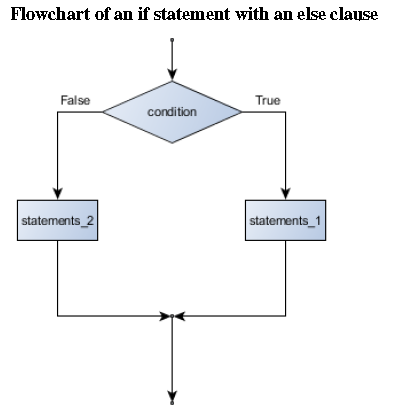 Flowchart of an if statement with an else clause
False
True
condition
statements_2
statements_1